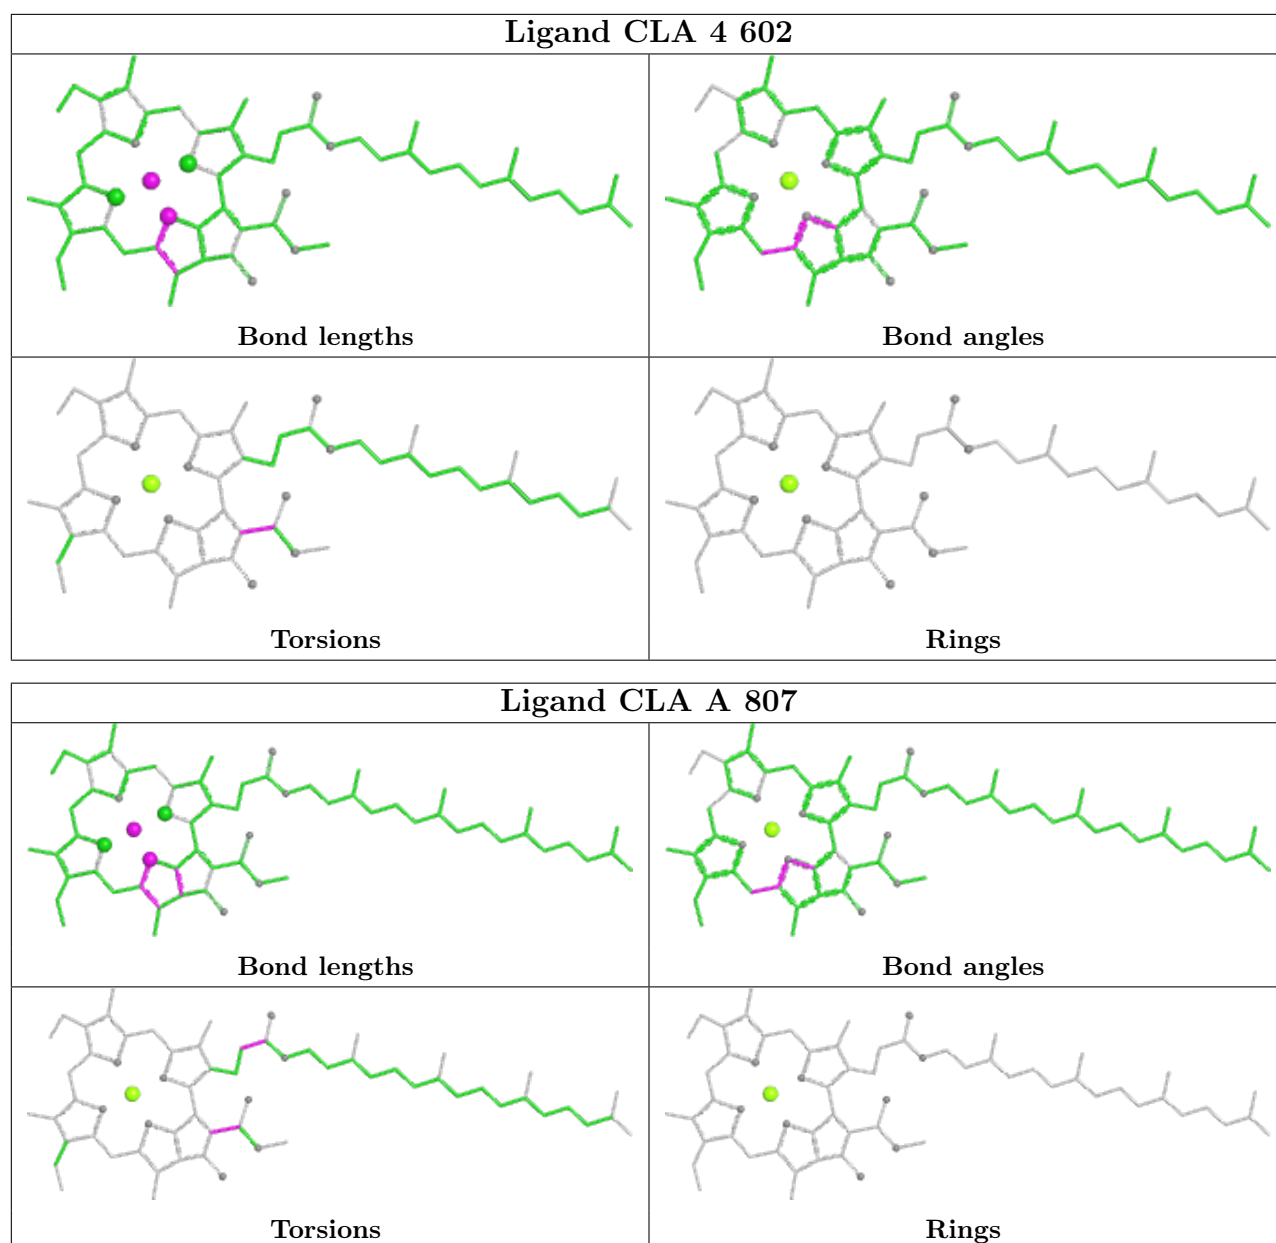 Ligand CLA 4 602
Bond lengths
Bond angles
Torsions
Rings
Ligand CLA A 807
Bond lengths
Bond angles
Torsions
Rings